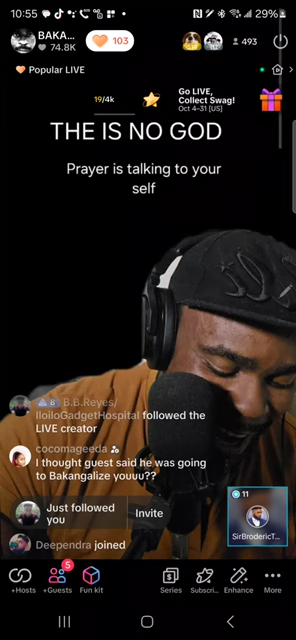 10:55
29%
BAKA...
74.8K
103
493
Popular LIVE
19/4k
Go LIVE,
Collect Swag!
Oct 4–31 [US]
THE IS NO GOD
Prayer is talking to your
self
8 B.B.Reyes/
IloiloGadgetHospital followed the
LIVE creator
cocomageeda
I thought guest said he was going
to Bakangalize youuu??
Just followed
you
Invite
11
SirBrodericT...
Deependra joined
5
+Hosts
+Guests
Fun kit
Series
Subscri...
Enhance
More